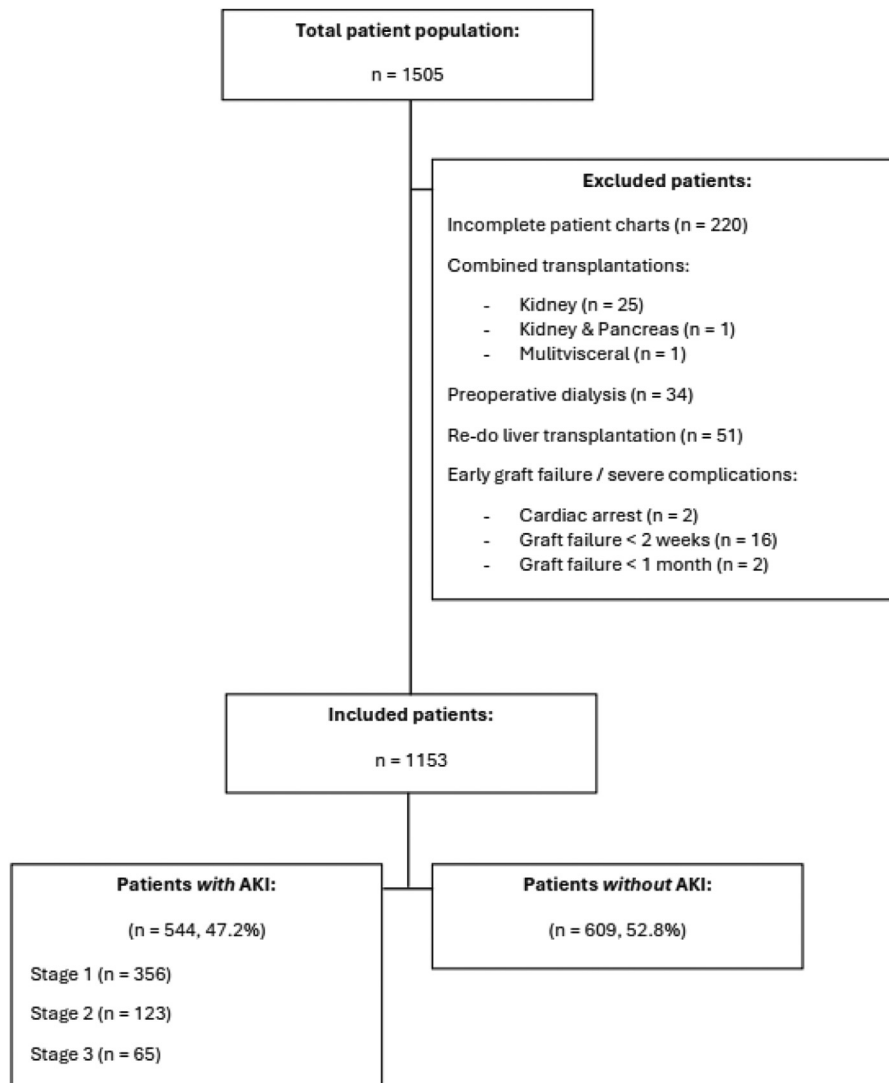 Total patient population:
n = 1505
Excluded patients:
Incomplete patient charts (n = 220)
Combined transplantations:
- Kidney (n = 25)
- Kidney & Pancreas (n = 1)
- Mulitvisceral (n = 1)
Preoperative dialysis (n = 34)
Re-do liver transplantation (n = 51)
Early graft failure / severe complications:
- Cardiac arrest (n = 2)
- Graft failure < 2 weeks (n = 16)
- Graft failure < 1 month (n = 2)
Included patients:
n = 1153
Patients with AKI:
(n = 544, 47.2%)
Stage 1 (n = 356)
Stage 2 (n = 123)
Stage 3 (n = 65)
Patients without AKI:
(n = 609, 52.8%)